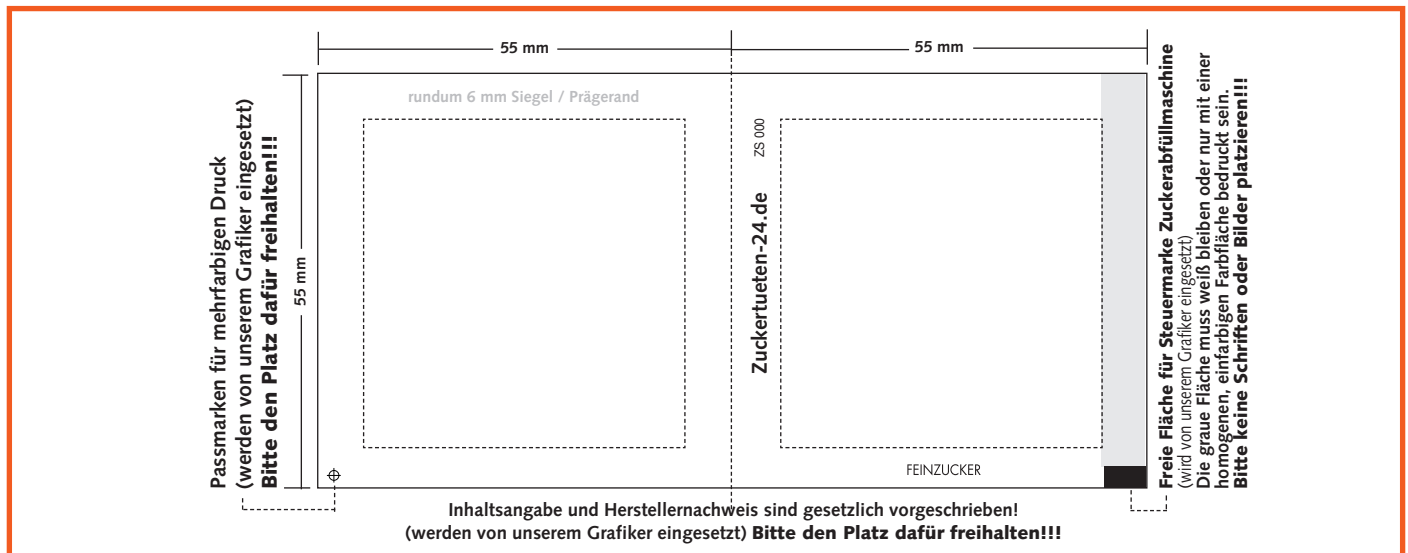 55 mm
55 mm
rundum 6 mm Siegel / Prägerand
Passmarken für mehrfarbigen Druck
(werden von unserem Grafiker eingesetzt)
Bitte den Platz dafür freihalten!!!
55 mm
ZS 000
Zuckertueten-24.de
FEINZUCKER
Freie Fläche für Steuermarke Zuckerabfüllmaschine
(wird von unserem Grafiker eingesetzt)
Die graue Fläche muss weiß bleiben oder nur mit einer
homogenen, einfarbigen Farbfläche bedruckt sein.
Bitte keine Schriften oder Bilder platzieren!!!
Inhaltsangabe und Herstellernachweis sind gesetzlich vorgeschrieben!
(werden von unserem Grafiker eingesetzt) Bitte den Platz dafür freihalten!!!